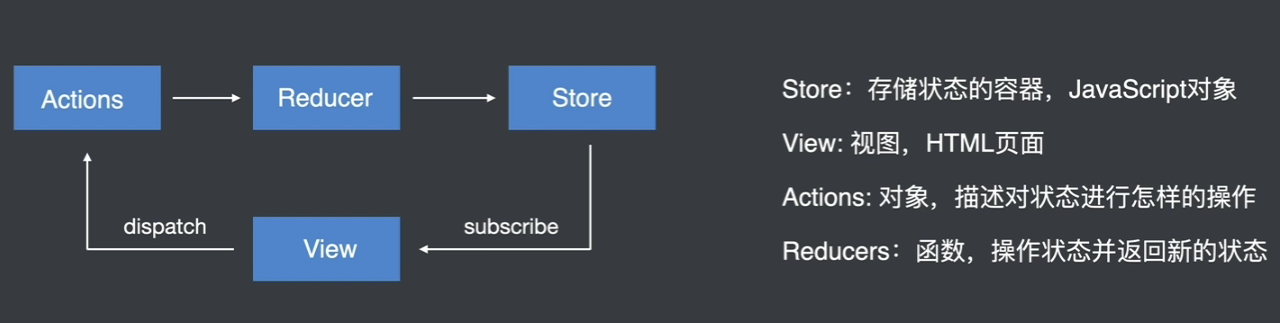 Actions
Reducer
Store
dispatch
View
subscribe
Store：存储状态的容器，JavaScript对象
View: 视图，HTML页面
Actions: 对象，描述对状态进行怎样的操作
Reducers：函数，操作状态并返回新的状态